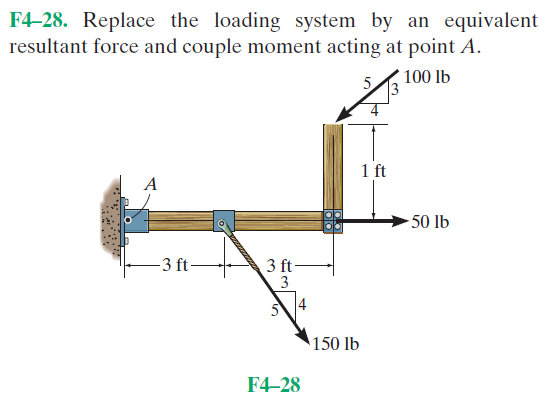 F4–28. Replace the loading system by an equivalent
resultant force and couple moment acting at point A.
100 lb
5
3
4
1 ft
A
50 lb
3 ft
3 ft
3
5
4
150 lb
F4–28